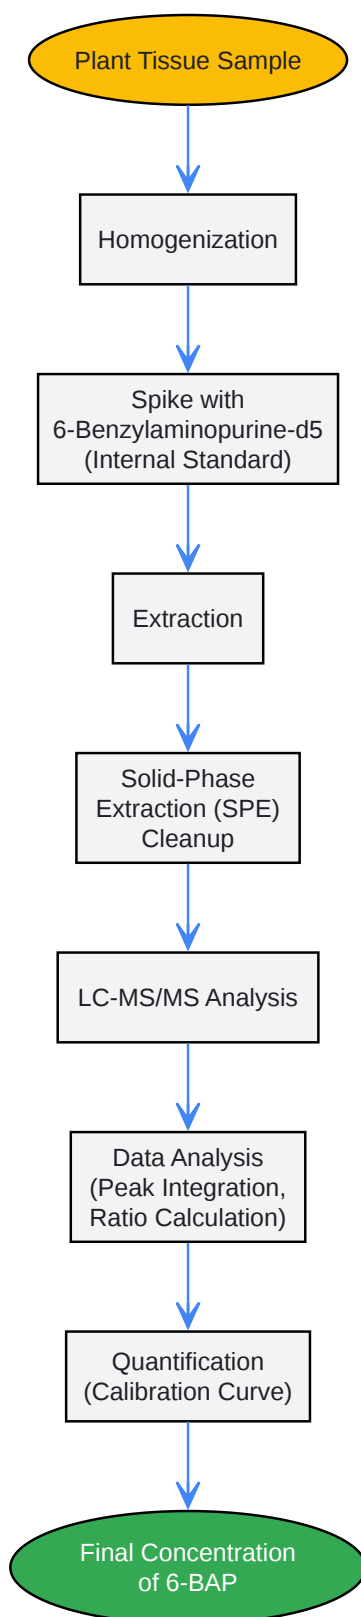 Plant Tissue Sample
Homogenization
Spike with
6-Benzylaminopurine-d5
(Internal Standard)
Extraction
Solid-Phase
Extraction (SPE)
Cleanup
LC-MS/MS Analysis
Data Analysis
(Peak Integration,
Ratio Calculation)
Quantification
(Calibration Curve)
Final Concentration
of 6-BAP